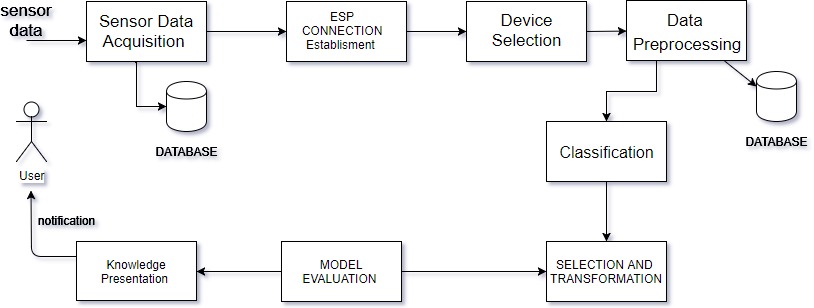 sensor
data
Sensor Data
Acquisition
ESP
CONNECTION
Establisment
Device
Selection
Data
Preprocessing
DATABASE
DATABASE
Classification
User
notification
Knowledge
Presentation
MODEL
EVALUATION
SELECTION AND
TRANSFORMATION